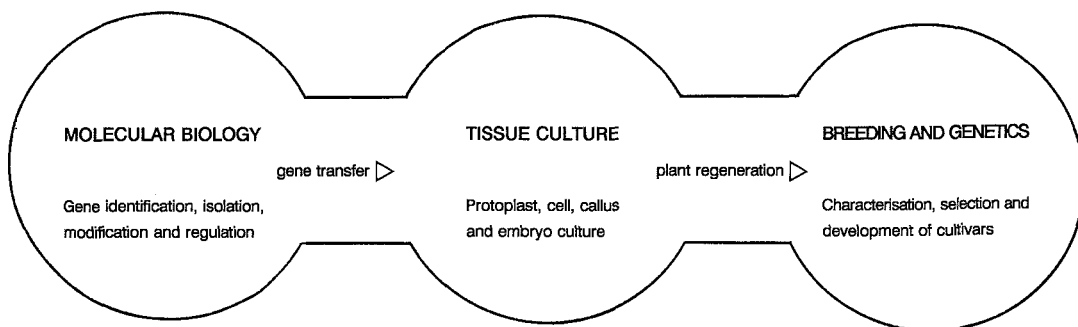 MOLECULAR BIOLOGY
gene transfer ▷
Gene identification, isolation,
modification and regulation
TISSUE CULTURE
plant regeneration ▷
Protoplast, cell, callus
and embryo culture
BREEDING AND GENETICS
Characterisation, selection and
development of cultivars